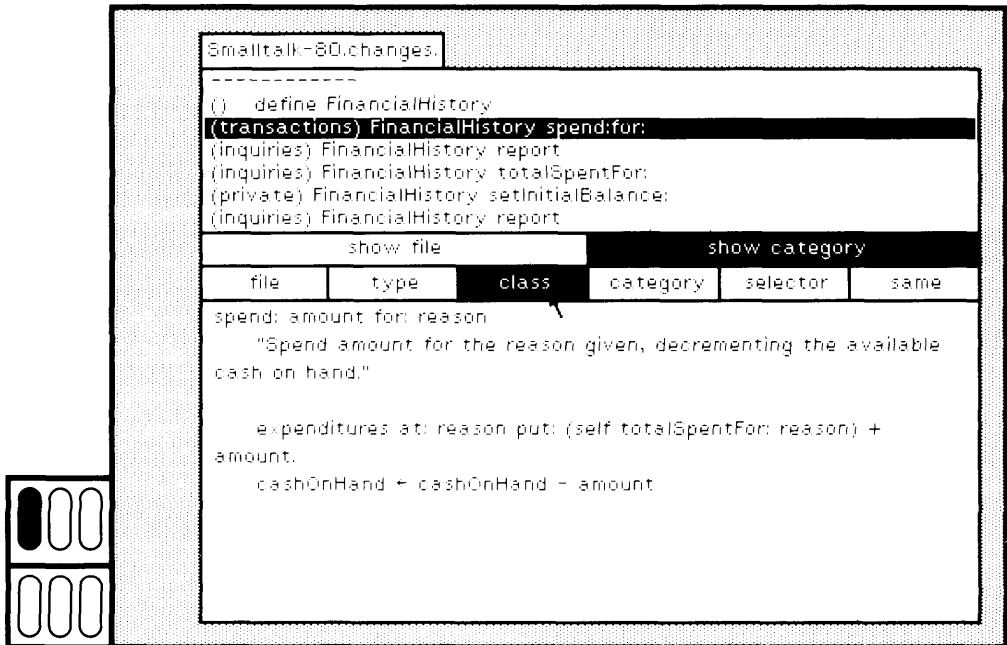 Smalltalk-80.changes.
------------
() define FinancialHistory
(transactions) FinancialHistory spend:for:
(inquiries) FinancialHistory report
(inquiries) FinancialHistory totalSpentFor:
(private) FinancialHistory setInitialBalance:
(inquiries) FinancialHistory report
show file show category
file type class category selector same
spend: amount for: reason
"Spend amount for the reason given, decrementing the available
cash on hand."
expenditures at: reason put: (self totalSpentFor: reason) +
amount.
cashOnHand ← cashOnHand - amount